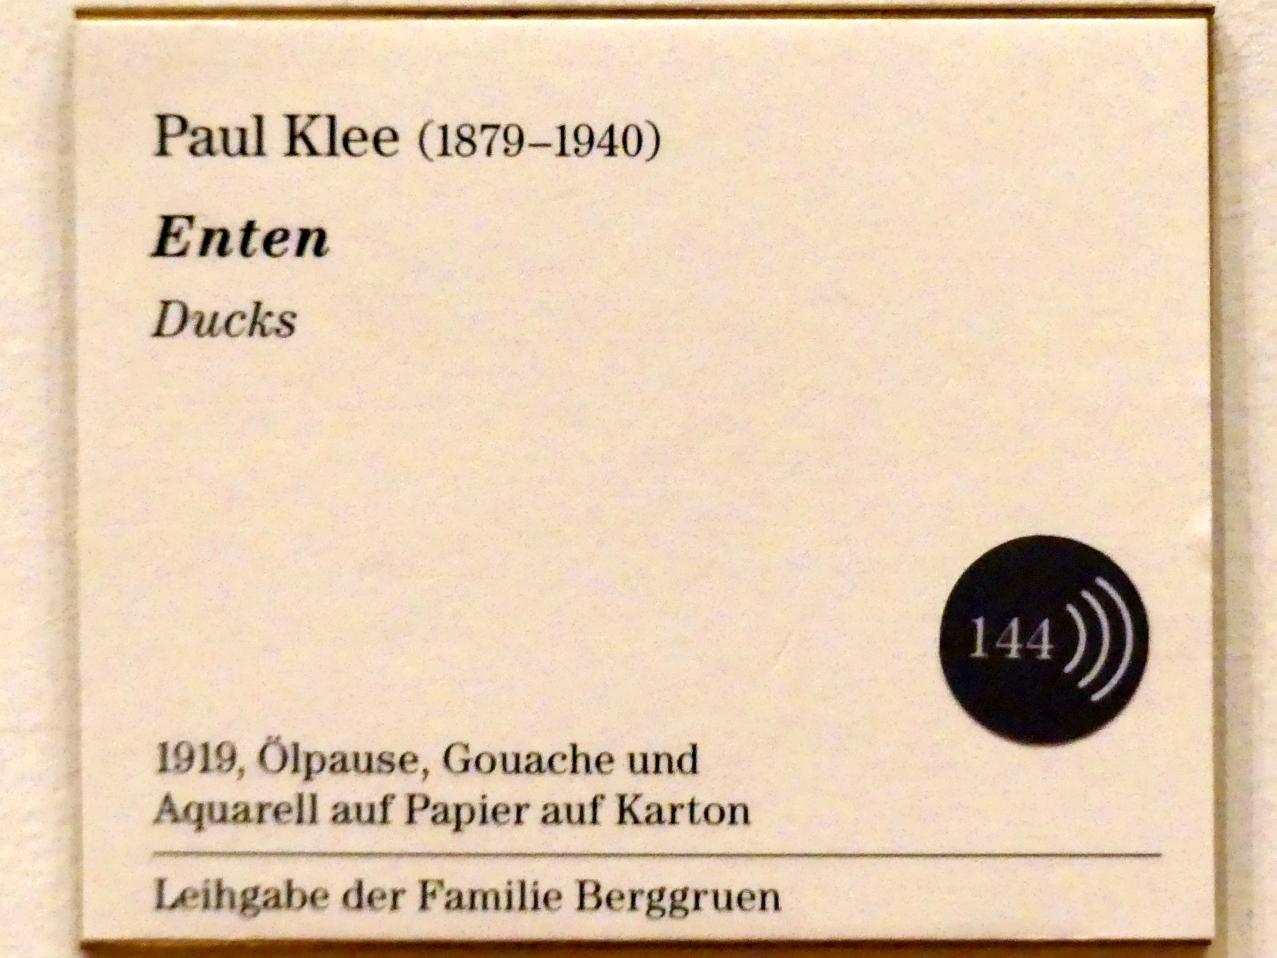 Paul Klee (1879–1940)
Enten
Ducks
144
1919, Ölpause, Gouache und
Aquarell auf Papier auf Karton
Leihgabe der Familie Berggruen